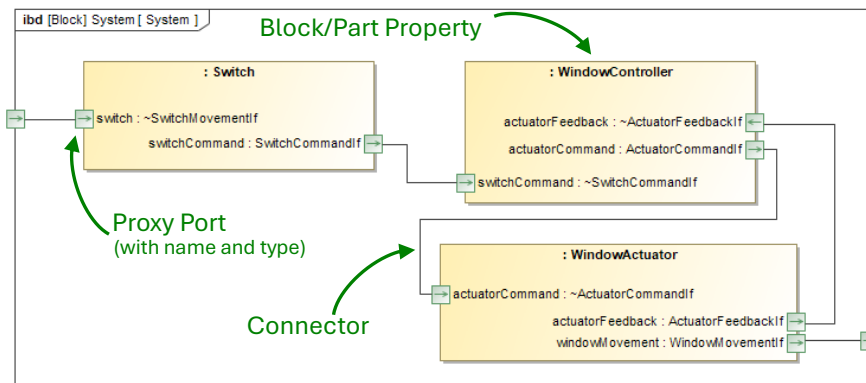 ibd [Block] System [ System ]
Block/Part Property
: Switch
switch : ~SwitchMovementIf
switchCommand : SwitchCommandIf
: WindowController
actuatorFeedback : ~ActuatorFeedbackIf
actuatorCommand : ActuatorCommandIf
switchCommand : ~SwitchCommandIf
Proxy Port
(with name and type)
: WindowActuator
actuatorCommand : ~ActuatorCommandIf
actuatorFeedback : ActuatorFeedbackIf
windowMovement : WindowMovementIf
Connector